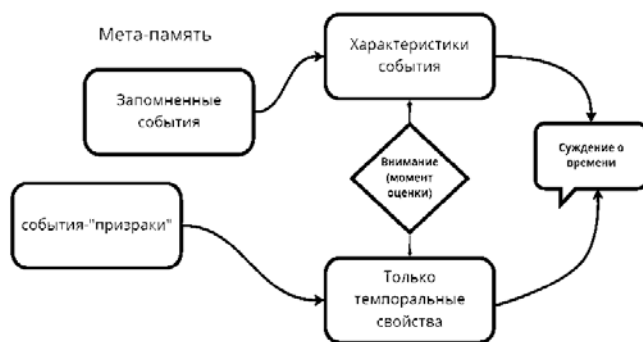 Мета-память
Характеристики
события
Запомненные
события
Внимание
(момент
оценки)
Суждение о
времени
события-"призраки"
Только
темпоральные
свойства